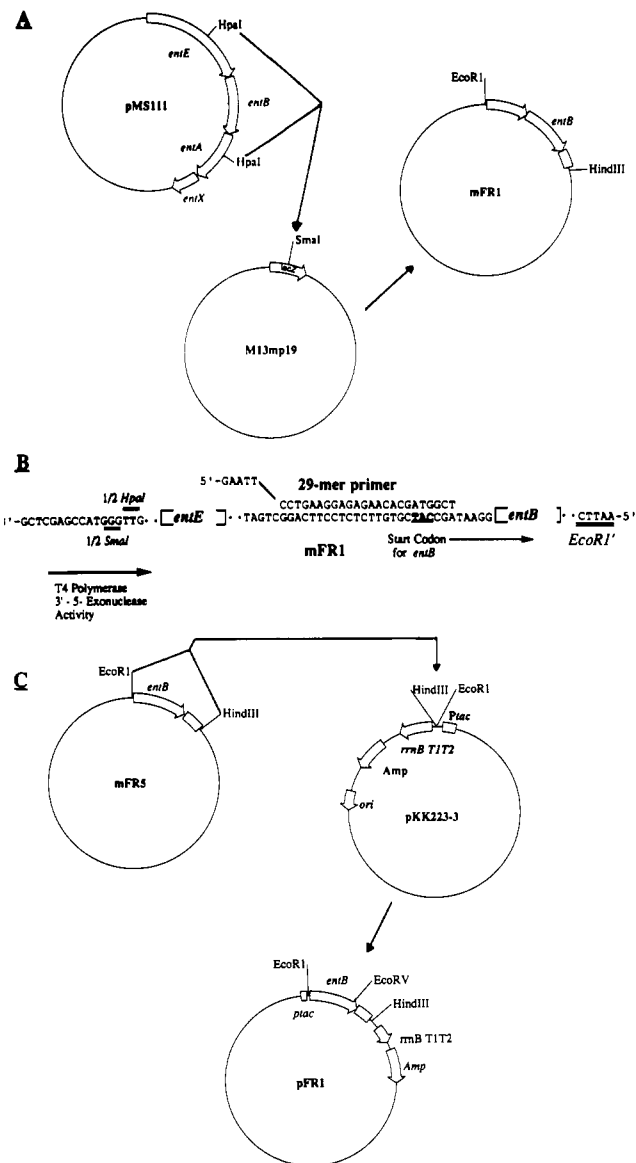 A
HpaI
entE
pMS111
entB
entA
HpaI
entX
EcoR1
entB
HindIII
mFR1
SmaI
M13mp19
B
5'-GAATT
29-mer primer
1/2 HpaI
CCTGAAGGAGAGAACACGATGGCT
3'-GCTCGAGCCATGGGTTG·· [entE ]··TAGTCGGACTTCCTCTCTTGTGCTACCGATAAGG[entB ]··CTTAA-5'
1/2 SmaI
mFR1
Start Codon
for entB
EcoR1'
T4 Polymerase
3'-5- Exonuclease
Activity
C
EcoR1
entB
HindIII
mFR5
HindIII
EcoR1
Ptac
rrnB T1T2
Amp
ori
pKK223-3
EcoR1
entB
EcoRV
HindIII
ptac
rrnB T1T2
Amp
pFR1